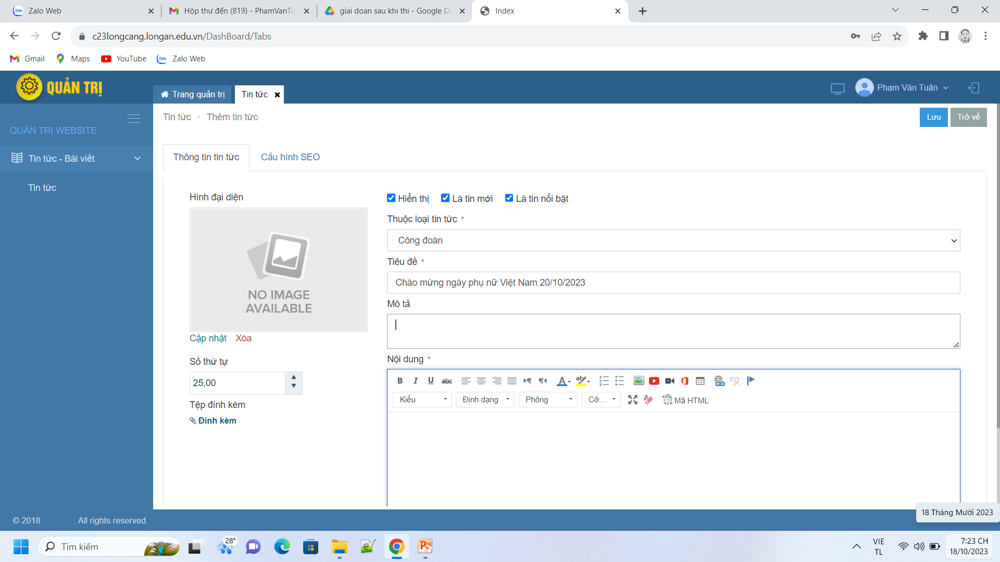 Zalo Web
Hộp thư đến (819) - PhamVanTu
giai doan sau khi thi - Google Dr
Index
c23longcang.longan.edu.vn/DashBoard/Tabs
Gmail
Maps
YouTube
Zalo Web
QUẢN TRỊ
Trang quản trị
Tin tức
Phạm Văn Tuân
Tin tức • Thêm tin tức
Lưu
Trở về
QUẢN TRỊ WEBSITE
Tin tức - Bài viết
Tin tức
Thông tin tin tức
Cấu hình SEO
Hình đại diện
NO IMAGE
AVAILABLE
Cập nhật
Xóa
Số thứ tự
25,00
Tệp đính kèm
Đính kèm
Hiển thị
Là tin mới
Là tin nổi bật
Thuộc loại tin tức *
Công đoàn
Tiêu đề *
Chào mừng ngày phụ nữ Việt Nam 20/10/2023
Mô tả
Nội dung *
B I U abc
Kiểu
Định dạng
Phông
Cỡ...
Mã HTML
© 2018 . All rights reserved.
18 Tháng Mười 2023
Tìm kiếm
28°
VIE
TL
7:23 CH
18/10/2023